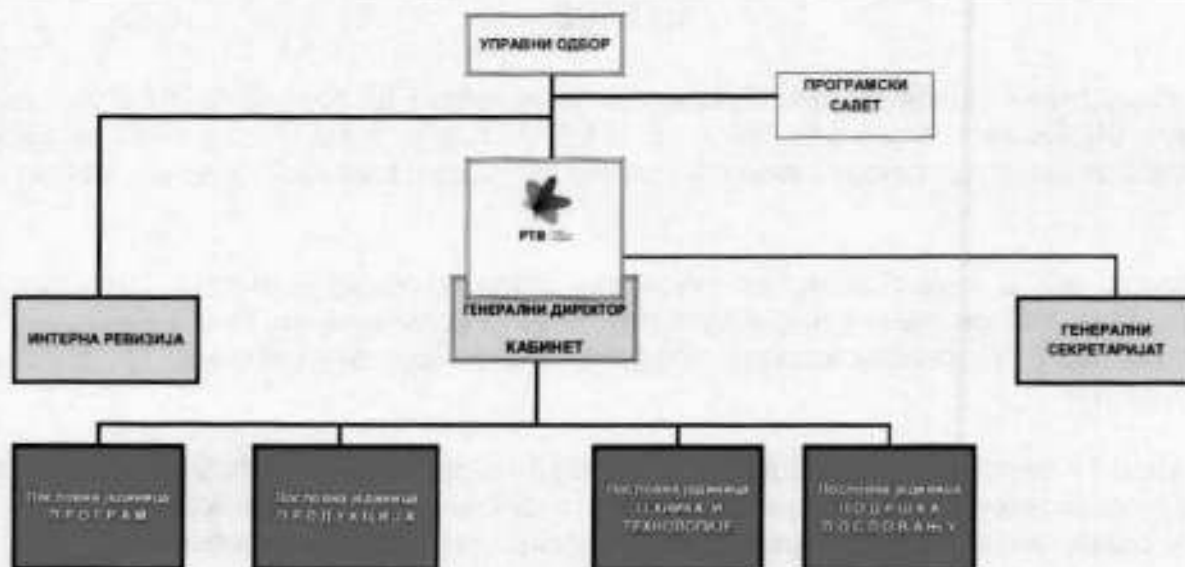 УПРАВНИ ОДБОР
ПРОГРАМСКИ
САВЕТ
РТВ
ГЕНЕРАЛНИ ДИРЕКТОР
КАБИНЕТ
ИНТЕРНА РЕВИЗИЈА
ГЕНЕРАЛНИ
СЕКРЕТАРИЈАТ
Пословна јединица
ПРОГРАМ
Пословна јединица
ПРОДУКЦИЈА
Пословна јединица
ТЕХНИКА И
ТЕХНОЛОГИЈЕ
Пословна јединица
ПОДРШКА
ПОСЛОВАЊУ